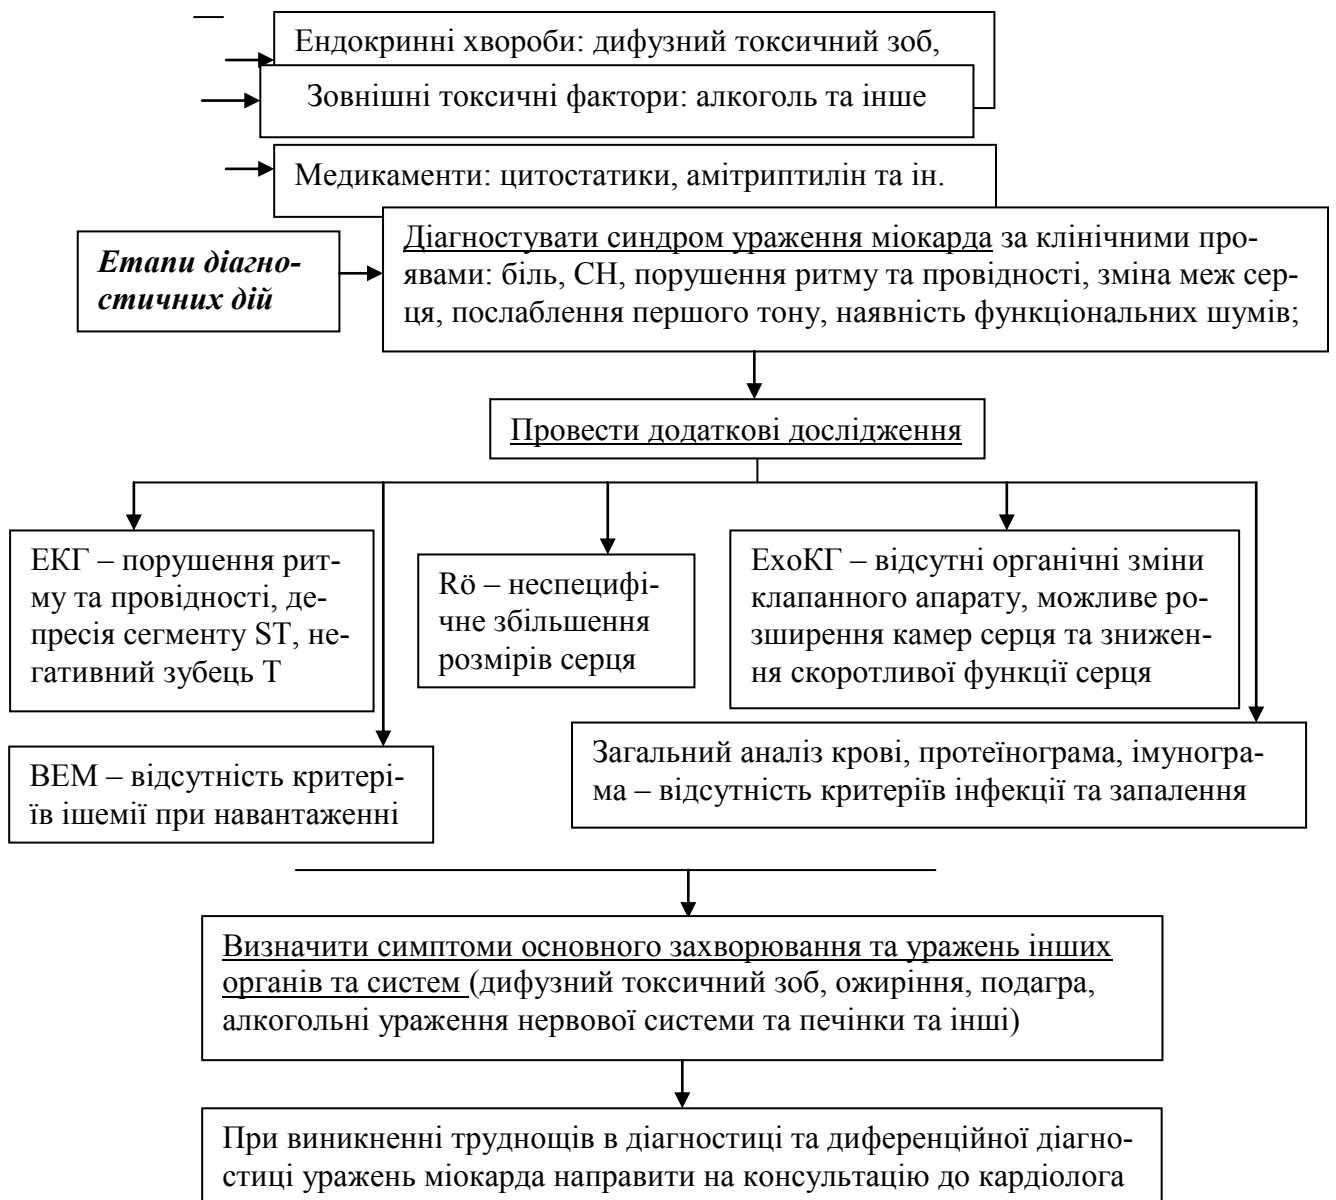 Ендокринні хвороби: дифузний токсичний зоб,
Зовнішні токсичні фактори: алкоголь та інше
Медикаменти: цитостатики, амітриптилін та ін.
Етапи діагно-
стичних дій
Діагностувати синдром ураження міокарда за клінічними про-
явами: біль, СН, порушення ритму та провідності, зміна меж сер-
ця, послаблення першого тону, наявність функціональних шумів;
Провести додаткові дослідження
ЕКГ – порушення рит-
му та провідності, де-
пресія сегменту ST, не-
гативний зубець Т
Rö – неспецифі-
чне збільшення
розмірів серця
ЕхоКГ – відсутні органічні зміни
клапанного апарату, можливе ро-
зширення камер серця та знижен-
ня скоротливої функції серця
ВЕМ – відсутність критері-
їв ішемії при навантаженні
Загальний аналіз крові, протеїнограма, імуногра-
ма – відсутність критеріїв інфекції та запалення
Визначити симптоми основного захворювання та уражень інших
органів та систем (дифузний токсичний зоб, ожиріння, подагра,
алкогольні ураження нервової системи та печінки та інші)
При виникненні труднощів в діагностиці та диференційної діагно-
стиці уражень міокарда направити на консультацію до кардіолога